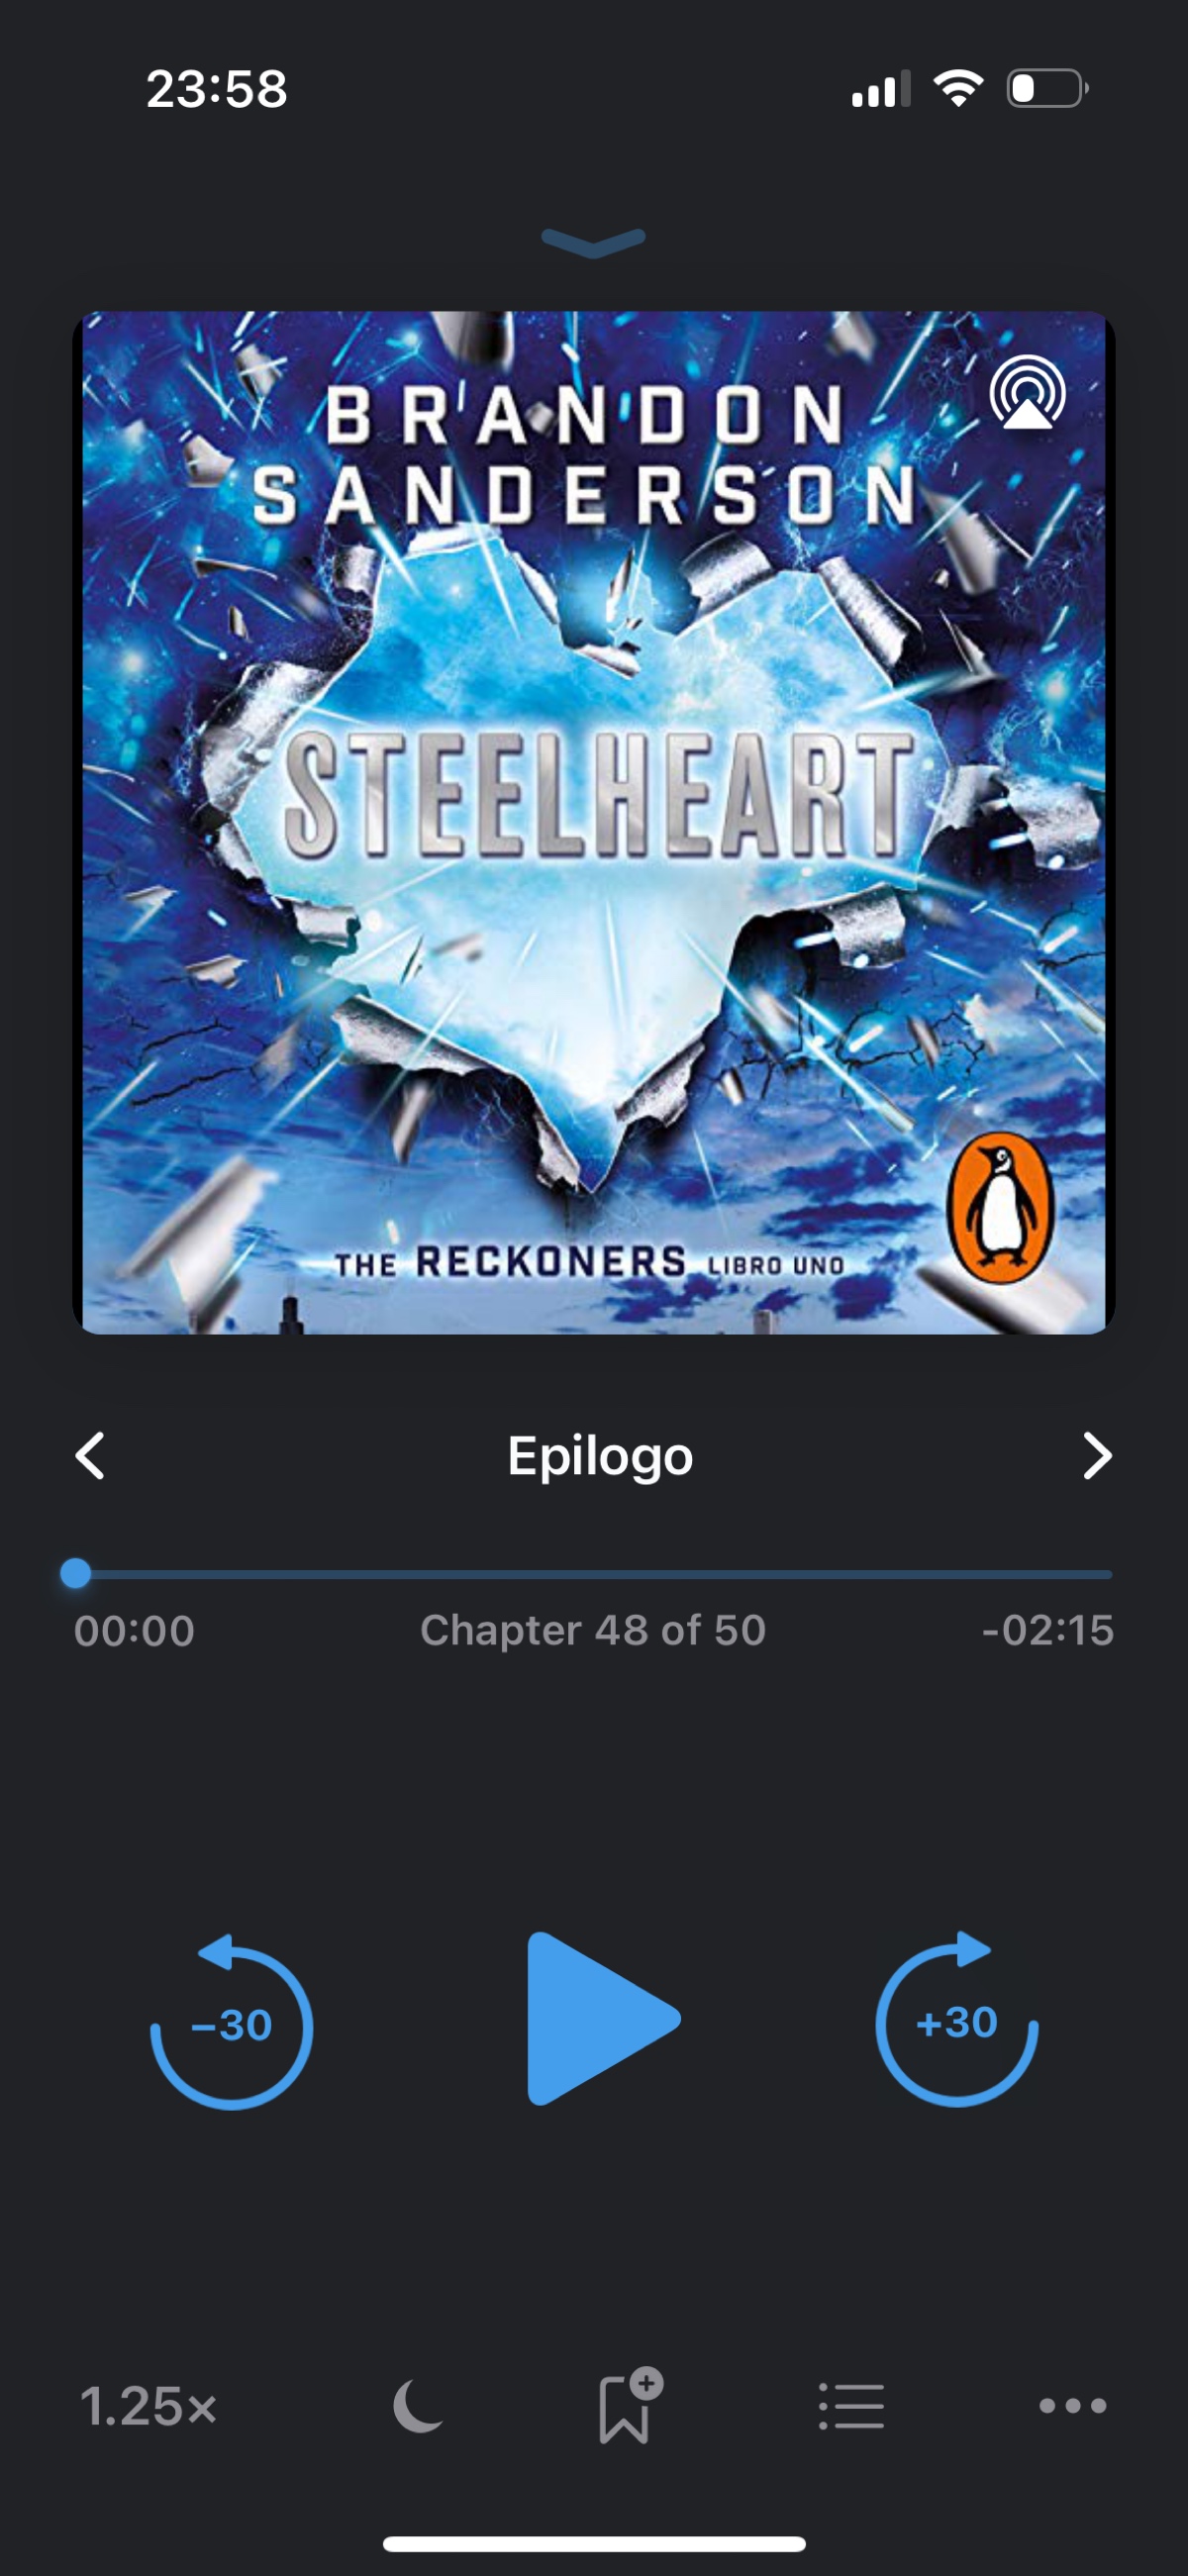 23:58
BRANDON
SANDERSON
STEELHEART
THE RECKONERS LIBRO UNO
Epilogo
00:00 Chapter 48 of 50 -02:15
–30 +30
1.25×